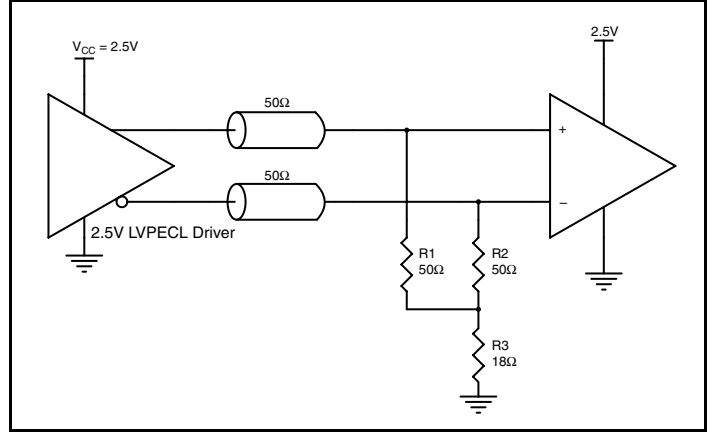 2.5V
V_CC = 2.5V
50Ω
+
50Ω
–
2.5V LVPECL Driver
R1
50Ω
R2
50Ω
R3
18Ω